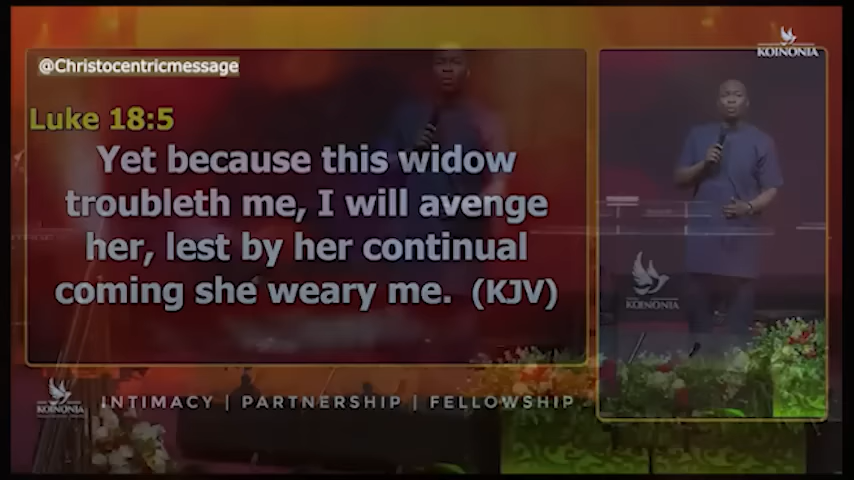 KOINONIA
@Christocentricmessage
Luke 18:5
Yet because this widow
troubleth me, I will avenge
her, lest by her continual
coming she weary me. (KJV)
KOINONIA
KOINONIA
INTIMACY | PARTNERSHIP | FELLOWSHIP